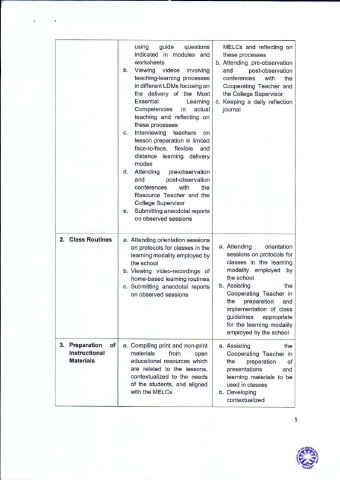 using guide questions
indicated in modules and
worksheets
b. Viewing videos involving
teaching-learning processes
in different LDMs focusing on
the delivery of the Most
Essential Learning
Competencies in actual
teaching and reflecting on
these processes
c. Interviewing teachers on
lesson preparation in limited
face-to-face, flexible and
distance learning delivery
modes
d. Attending pre-observation
and post-observation
conferences with the
Resource Teacher and the
College Supervisor
e. Submitting anecdotal reports
on observed sessions
MELCs and reflecting on
these processes
b. Attending pre-observation
and post-observation
conferences with the
Cooperating Teacher and
the College Supervisor
c. Keeping a daily reflection
journal
2. Class Routines
a. Attending orientation sessions
on protocols for classes in the
learning modality employed by
the school
b. Viewing video-recordings of
home-based learning routines
c. Submitting anecdotal reports
on observed sessions
a. Attending orientation
sessions on protocols for
classes in the learning
modality employed by
the school
b. Assisting the
Cooperating Teacher in
the preparation and
implementation of class
guidelines appropriate
for the learning modality
employed by the school
3. Preparation of
Instructional
Materials
a. Compiling print and non-print
materials from open
educational resources which
are related to the lessons,
contextualized to the needs
of the students, and aligned
with the MELCs
a. Assisting the
Cooperating Teacher in
the preparation of
presentations and
learning materials to be
used in classes
b. Developing
contextualized
5